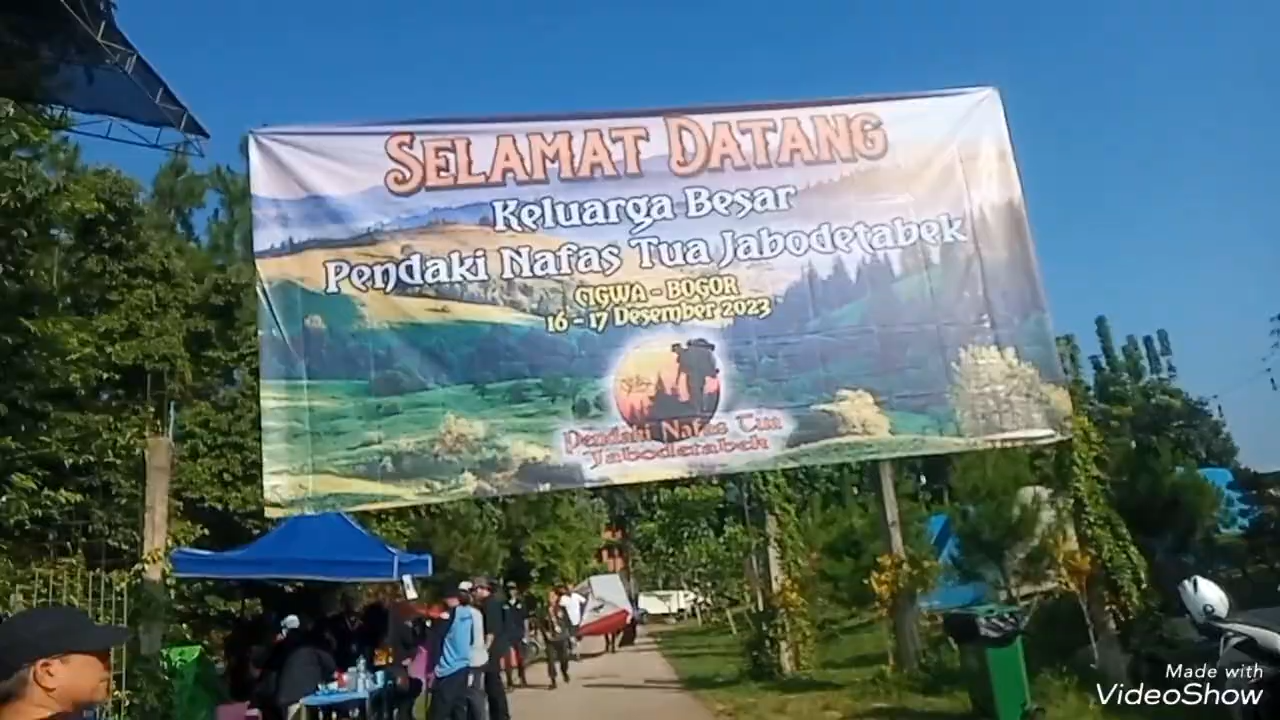 SELAMAT DATANG
Keluarga Besar
Pendaki Nafas Tua Jabodetabek
CIGWA - BOGOR
16 - 17 Desember 2023
Pendaki Nafas Tua
Jabodetabek
Made with
VideoShow